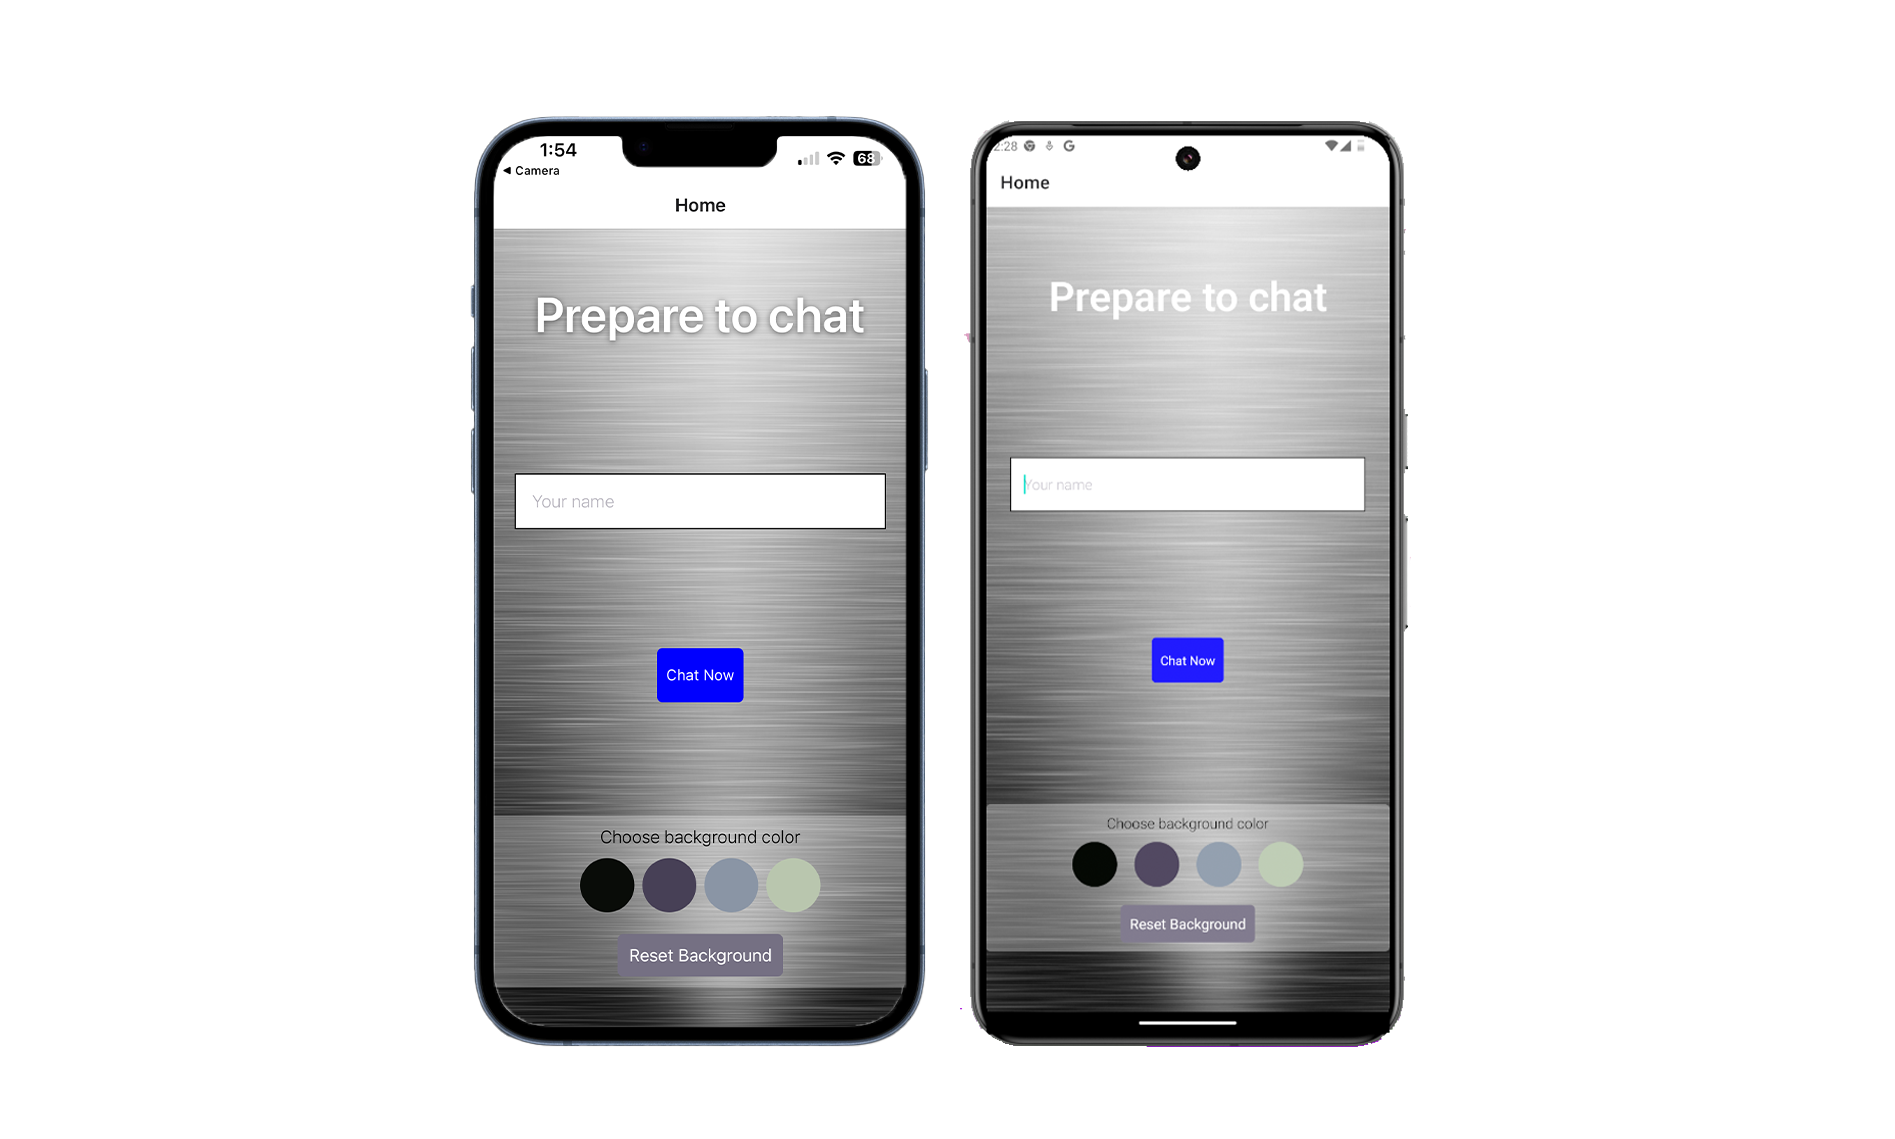 1:54
68
◀ Camera
Home
Prepare to chat
Your name
Chat Now
Choose background color
Reset Background
2:28
G
Home
Prepare to chat
Your name
Chat Now
Choose background color
Reset Background